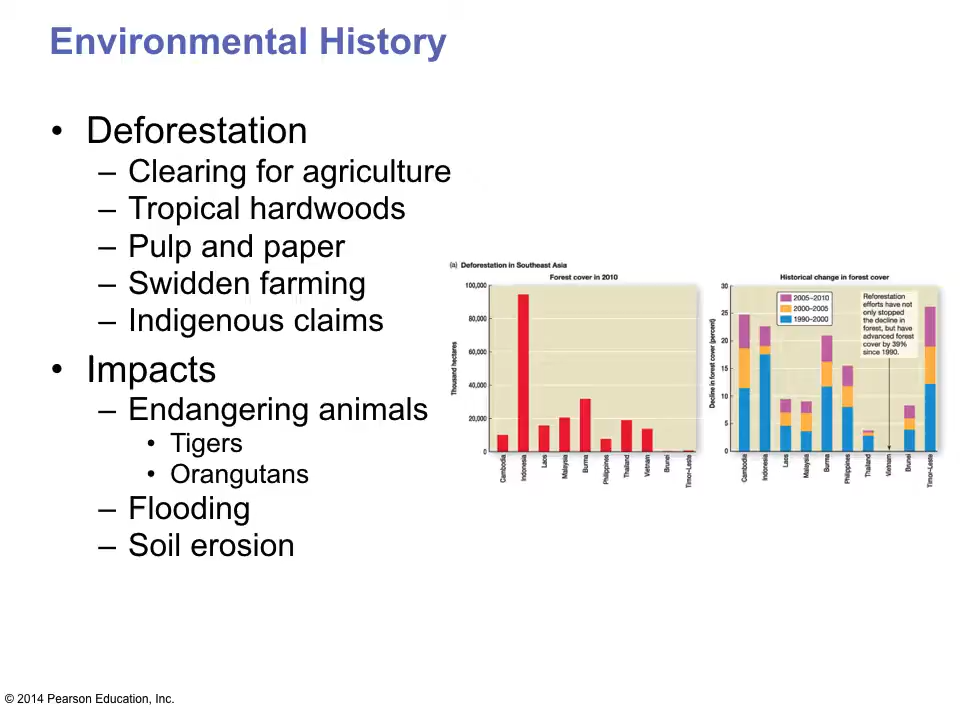 Environmental History
• Deforestation
– Clearing for agriculture
– Tropical hardwoods
– Pulp and paper
– Swidden farming
– Indigenous claims
• Impacts
– Endangering animals
• Tigers
• Orangutans
– Flooding
– Soil erosion
(a) Deforestation in Southeast Asia
Forest cover in 2010
Thousand hectares
100,000
80,000
60,000
40,000
20,000
0
Cambodia
Indonesia
Laos
Malaysia
Burma
Philippines
Thailand
Vietnam
Brunei
Timor-Leste
Historical change in forest cover
Decline in forest cover (percent)
30
25
20
15
10
5
0
2005–2010
2000–2005
1990–2000
Reforestation
efforts have not
only stopped
the decline in
forest, but have
advanced forest
cover by 39%
since 1990.
Cambodia
Indonesia
Laos
Malaysia
Burma
Philippines
Thailand
Vietnam
Brunei
Timor-Leste
© 2014 Pearson Education, Inc.